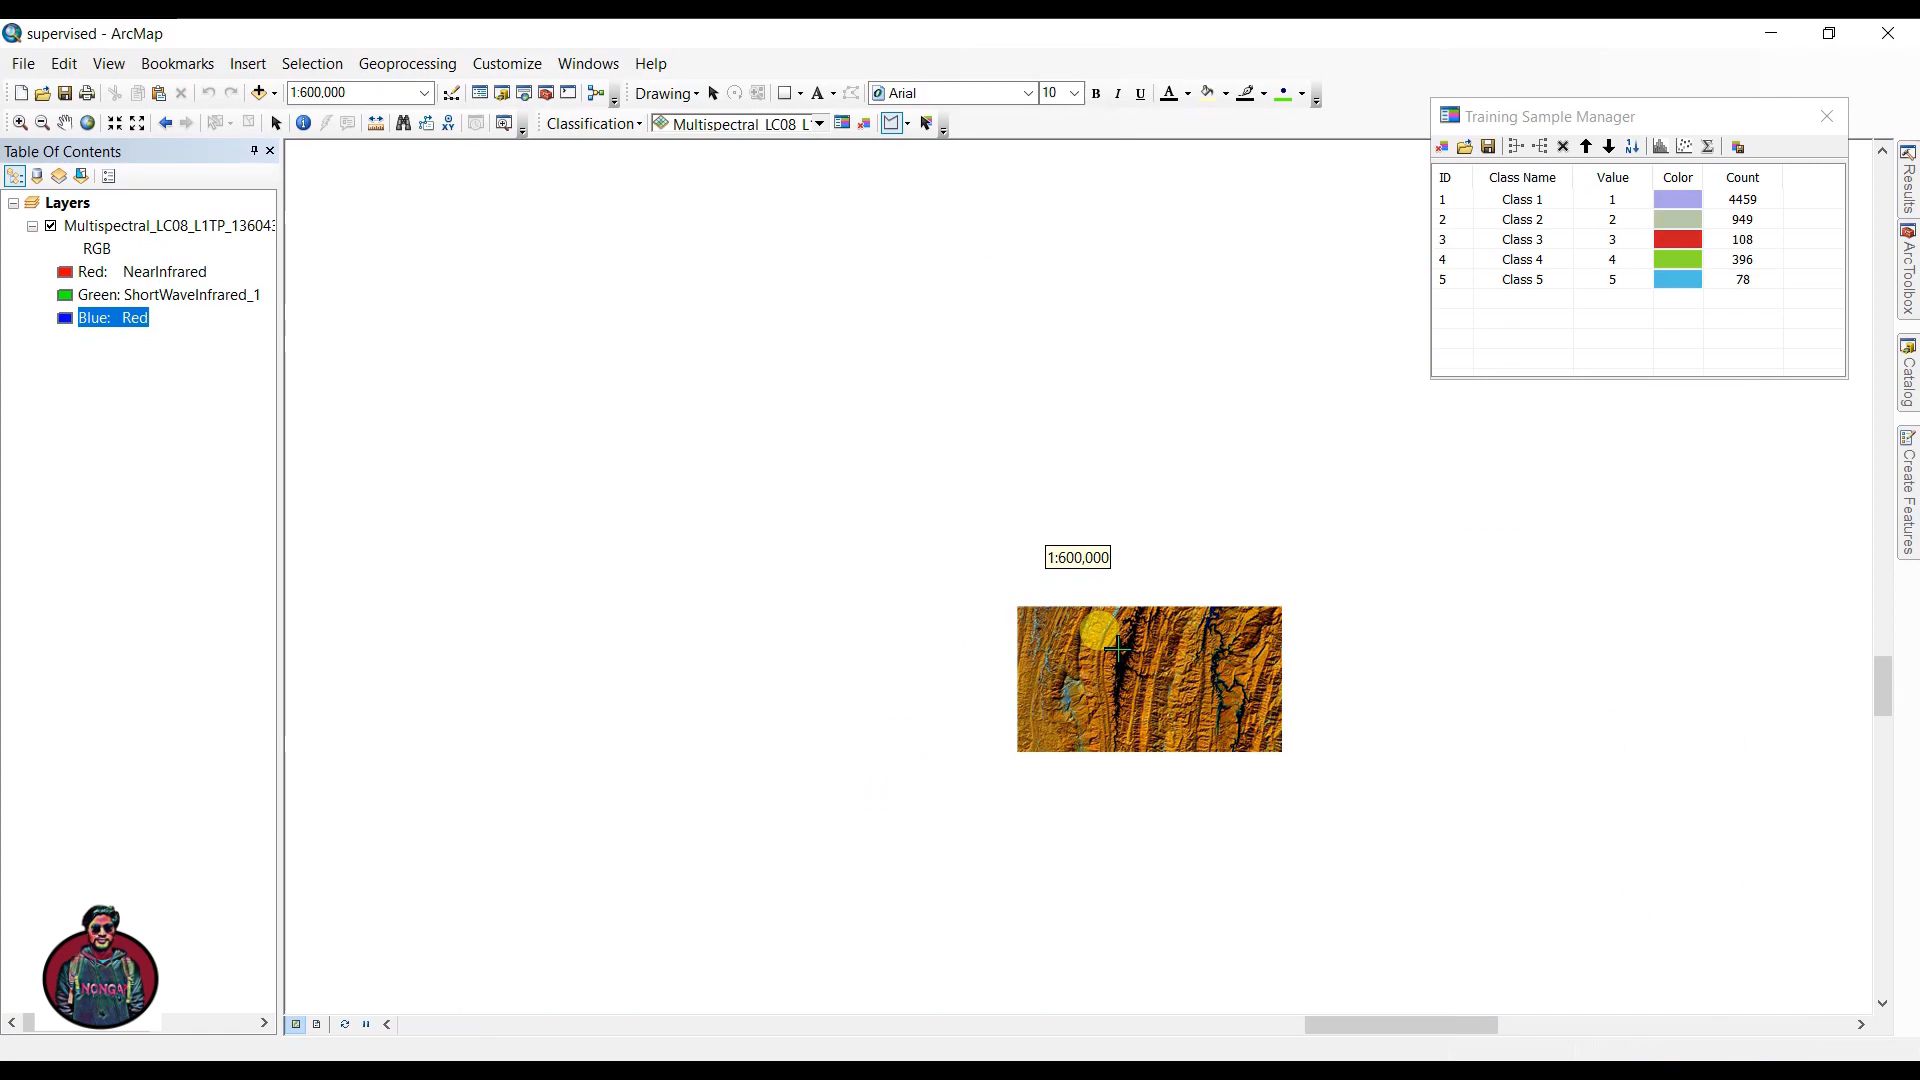 supervised - ArcMap
File Edit View Bookmarks Insert Selection Geoprocessing Customize Windows Help
1:600,000 Drawing Arial 10 B I U A
Classification Multispectral_LC08_L
Table Of Contents
Layers
Multispectral_LC08_L1TP_13604
RGB
Red: NearInfrared
Green: ShortWaveInfrared_1
Blue: Red
1:600,000
Training Sample Manager
ID Class Name Value Color Count
1 Class 1 1 4459
2 Class 2 2 949
3 Class 3 3 108
4 Class 4 4 396
5 Class 5 5 78
Results
ArcToolbox
Catalog
Create Features